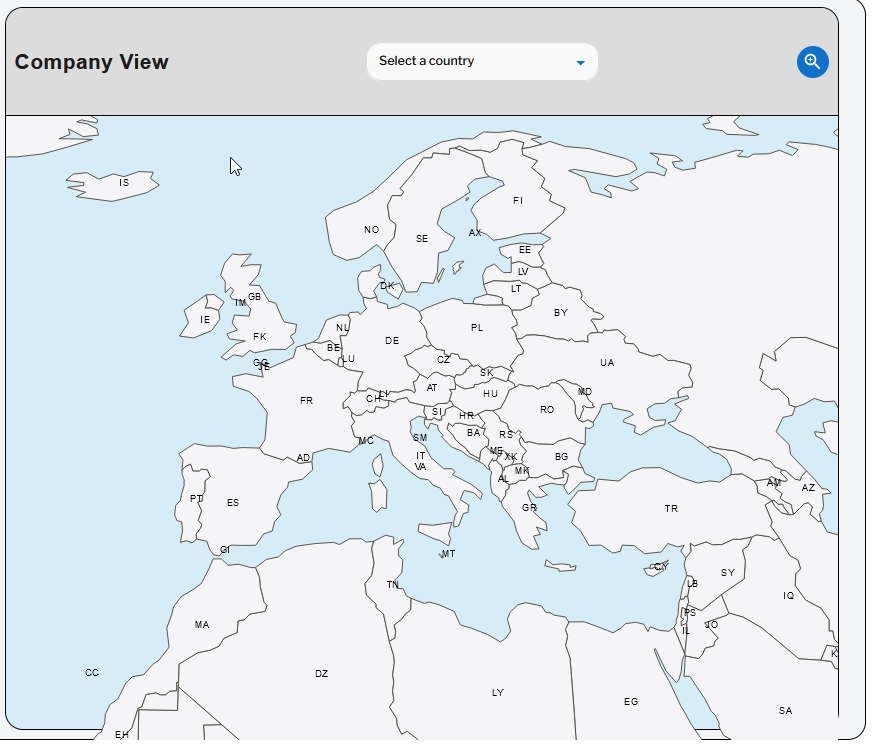 Company View
Select a country
IS
NO
SE
FI
AX
EE
LV
LT
DK
GB
IM
IE
FK
GG
JE
NL
BE
LU
DE
PL
BY
UA
CZ
SK
AT
HU
MD
RO
FR
CH
LI
SI
HR
BA
RS
ME
XK
BG
MK
AL
GR
MC
SM
IT
VA
AD
PT
ES
GI
MT
TR
AM
AZ
CY
LB
SY
IQ
PS
IL
JO
K
TN
MA
DZ
LY
EG
SA
CC
EH